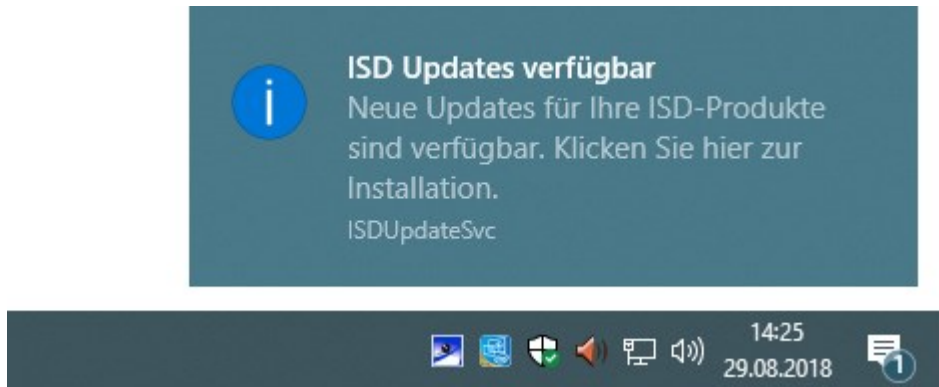 ISD Updates verfügbar
Neue Updates für Ihre ISD-Produkte
sind verfügbar. Klicken Sie hier zur
Installation.
ISDUpdateSvc
14:25
29.08.2018
1